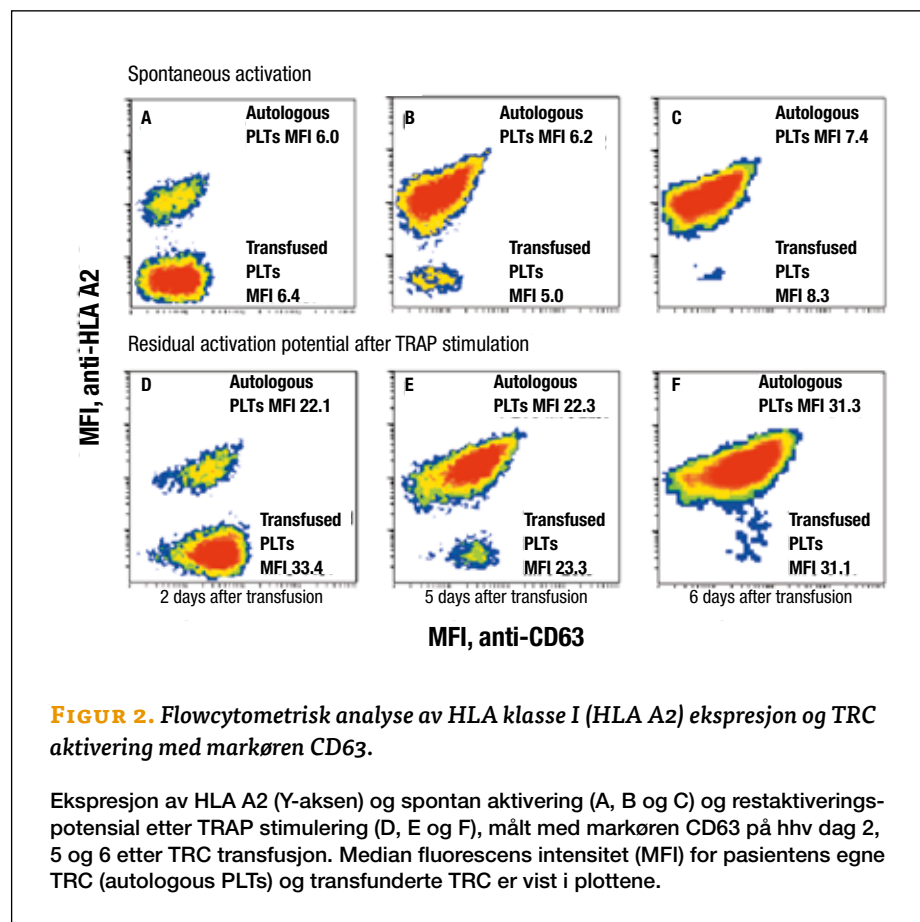 Spontaneous activation
A
Autologous
PLTs MFI 6.0
Transfused
PLTs
MFI 6.4
B
Autologous
PLTs MFI 6.2
Transfused
PLTs
MFI 5.0
C
Autologous
PLTs MFI 7.4
Transfused
PLTs
MFI 8.3
MFI, anti-HLA A2
Residual activation potential after TRAP stimulation
D
Autologous
PLTs MFI 22.1
Transfused
PLTs
MFI 33.4
2 days after transfusion
E
Autologous
PLTs MFI 22.3
Transfused
PLTs
MFI 23.3
5 days after transfusion
F
Autologous
PLTs MFI 31.3
Transfused
PLTs
MFI 31.1
6 days after transfusion
MFI, anti-CD63
FIGUR 2. Flowcytometrisk analyse av HLA klasse I (HLA A2) ekspresjon og TRC
aktivering med markøren CD63.
Ekspresjon av HLA A2 (Y-aksen) og spontan aktivering (A, B og C) og restaktiverings-
potensial etter TRAP stimulering (D, E og F), målt med markøren CD63 på hhv dag 2,
5 og 6 etter TRC transfusjon. Median fluorescens intensitet (MFI) for pasientens egne
TRC (autologous PLTs) og transfunderte TRC er vist i plottene.